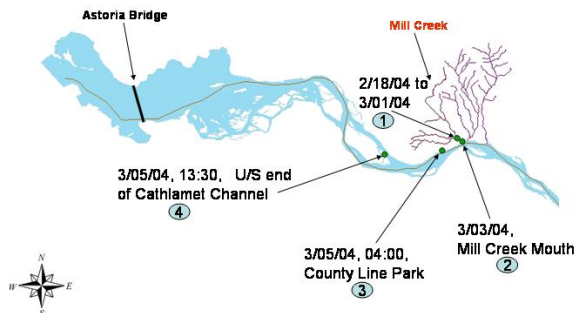 Astoria Bridge
Mill Creek
2/18/04 to
3/01/04
1
3/05/04, 13:30, U/S end
of Cathlamet Channel
4
3/05/04, 04:00,
County Line Park
3
3/03/04,
Mill Creek Mouth
2
N
W E
S